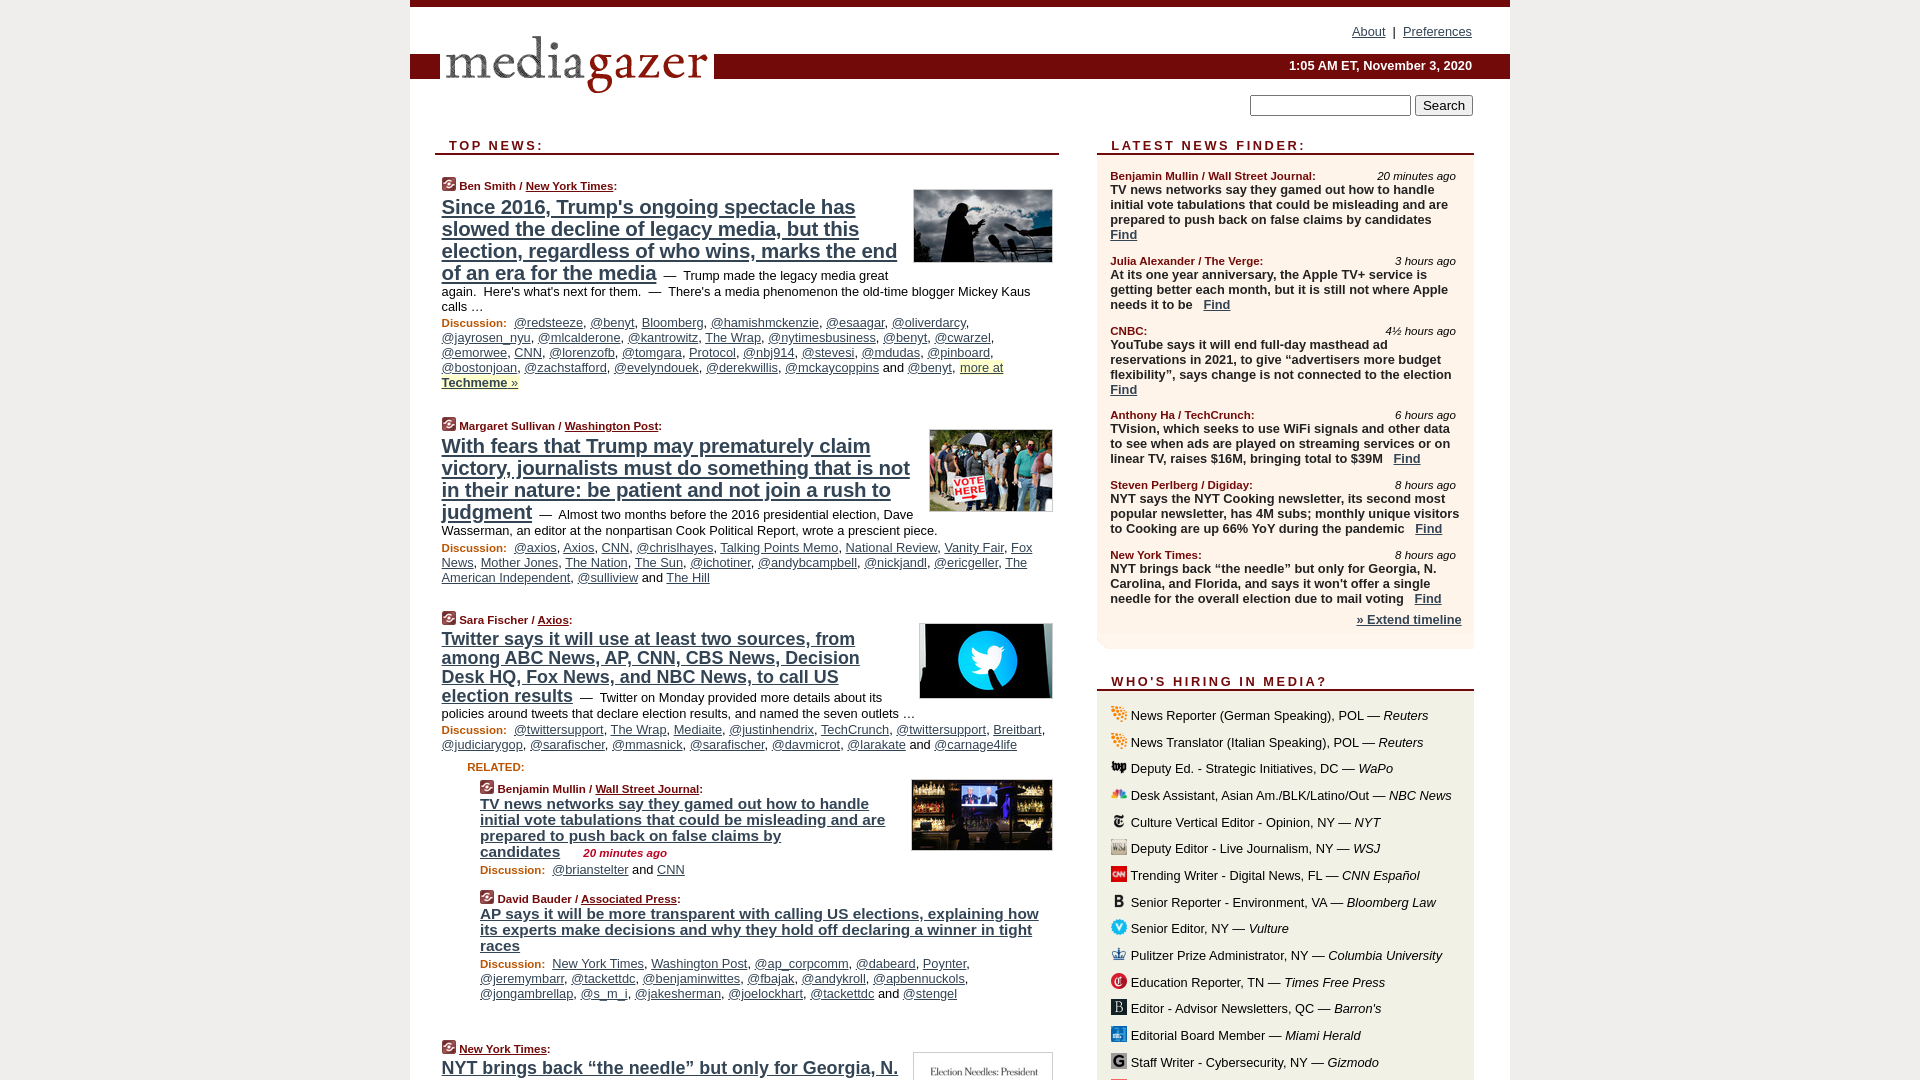 About | Preferences
mediagazer
1:05 AM ET, November 3, 2020
Search
TOP NEWS:
Ben Smith / New York Times:
Since 2016, Trump's ongoing spectacle has
slowed the decline of legacy media, but this
election, regardless of who wins, marks the end
of an era for the media — Trump made the legacy media great
again. Here's what's next for them. — There's a media phenomenon the old-time blogger Mickey Kaus
calls …
Discussion: @redsteeze, @benyt, Bloomberg, @hamishmckenzie, @esaagar, @oliverdarcy,
@jayrosen_nyu, @mlcalderone, @kantrowitz, The Wrap, @nytimesbusiness, @benyt, @cwarzel,
@emorwee, CNN, @lorenzofb, @tomgara, Protocol, @nbj914, @stevesi, @mdudas, @pinboard,
@bostonjoan, @zachstafford, @evelyndouek, @derekwillis, @mckaycoppins and @benyt, more at
Techmeme »
Margaret Sullivan / Washington Post:
With fears that Trump may prematurely claim
victory, journalists must do something that is not
in their nature: be patient and not join a rush to
judgment — Almost two months before the 2016 presidential election, Dave
Wasserman, an editor at the nonpartisan Cook Political Report, wrote a prescient piece.
VOTE
HERE
Discussion: @axios, Axios, CNN, @chrislhayes, Talking Points Memo, National Review, Vanity Fair, Fox
News, Mother Jones, The Nation, The Sun, @ichotiner, @andybcampbell, @nickjandl, @ericgeller, The
American Independent, @sulliview and The Hill
Sara Fischer / Axios:
Twitter says it will use at least two sources, from
among ABC News, AP, CNN, CBS News, Decision
Desk HQ, Fox News, and NBC News, to call US
election results — Twitter on Monday provided more details about its
policies around tweets that declare election results, and named the seven outlets …
Discussion: @twittersupport, The Wrap, Mediaite, @justinhendrix, TechCrunch, @twittersupport, Breitbart,
@judiciarygop, @sarafischer, @mmasnick, @sarafischer, @davmicrot, @larakate and @carnage4life
RELATED:
Benjamin Mullin / Wall Street Journal:
TV news networks say they gamed out how to handle
initial vote tabulations that could be misleading and are
prepared to push back on false claims by
candidates 20 minutes ago
Discussion: @brianstelter and CNN
David Bauder / Associated Press:
AP says it will be more transparent with calling US elections, explaining how
its experts make decisions and why they hold off declaring a winner in tight
races
Discussion: New York Times, Washington Post, @ap_corpcomm, @dabeard, Poynter,
@jeremymbarr, @tackettdc, @benjaminwittes, @fbajak, @andykroll, @apbennuckols,
@jongambrellap, @s_m_i, @jakesherman, @joelockhart, @tackettdc and @stengel
New York Times:
NYT brings back “the needle” but only for Georgia, N.
Election Needles: President
LATEST NEWS FINDER:
Benjamin Mullin / Wall Street Journal: 20 minutes ago
TV news networks say they gamed out how to handle
initial vote tabulations that could be misleading and are
prepared to push back on false claims by candidates
Find
Julia Alexander / The Verge: 3 hours ago
At its one year anniversary, the Apple TV+ service is
getting better each month, but it is still not where Apple
needs it to be Find
CNBC: 4½ hours ago
YouTube says it will end full-day masthead ad
reservations in 2021, to give “advertisers more budget
flexibility”, says change is not connected to the election
Find
Anthony Ha / TechCrunch: 6 hours ago
TVision, which seeks to use WiFi signals and other data
to see when ads are played on streaming services or on
linear TV, raises $16M, bringing total to $39M Find
Steven Perlberg / Digiday: 8 hours ago
NYT says the NYT Cooking newsletter, its second most
popular newsletter, has 4M subs; monthly unique visitors
to Cooking are up 66% YoY during the pandemic Find
New York Times: 8 hours ago
NYT brings back “the needle” but only for Georgia, N.
Carolina, and Florida, and says it won't offer a single
needle for the overall election due to mail voting Find
» Extend timeline
WHO'S HIRING IN MEDIA?
News Reporter (German Speaking), POL — Reuters
News Translator (Italian Speaking), POL — Reuters
Deputy Ed. - Strategic Initiatives, DC — WaPo
Desk Assistant, Asian Am./BLK/Latino/Out — NBC News
Culture Vertical Editor - Opinion, NY — NYT
Deputy Editor - Live Journalism, NY — WSJ
Trending Writer - Digital News, FL — CNN Español
Senior Reporter - Environment, VA — Bloomberg Law
Senior Editor, NY — Vulture
Pulitzer Prize Administrator, NY — Columbia University
Education Reporter, TN — Times Free Press
Editor - Advisor Newsletters, QC — Barron's
Editorial Board Member — Miami Herald
Staff Writer - Cybersecurity, NY — Gizmodo